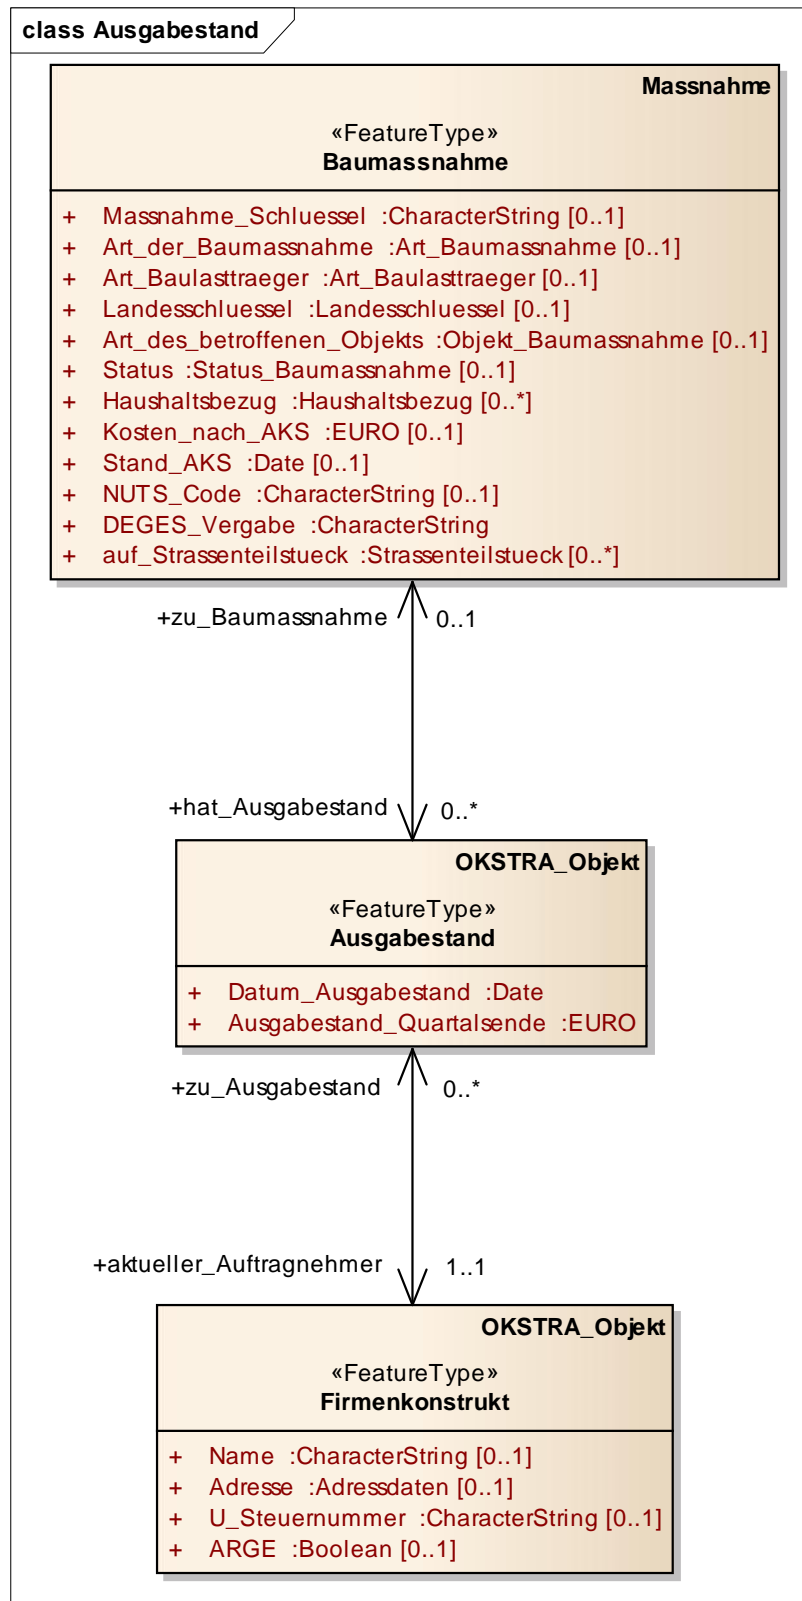 class Ausgabestand
Massnahme
«FeatureType»
Baumassnahme
+ Massnahme_Schluessel :CharacterString [0..1]
+ Art_der_Baumassnahme :Art_Baumassnahme [0..1]
+ Art_Baulasttraeger :Art_Baulasttraeger [0..1]
+ Landesschluessel :Landesschluessel [0..1]
+ Art_des_betroffenen_Objekts :Objekt_Baumassnahme [0..1]
+ Status :Status_Baumassnahme [0..1]
+ Haushaltsbezug :Haushaltsbezug [0..*]
+ Kosten_nach_AKS :EURO [0..1]
+ Stand_AKS :Date [0..1]
+ NUTS_Code :CharacterString [0..1]
+ DEGES_Vergabe :CharacterString
+ auf_Strassenteilstueck :Strassenteilstueck [0..*]
+zu_Baumassnahme 0..1
+hat_Ausgabestand 0..*
OKSTRA_Objekt
«FeatureType»
Ausgabestand
+ Datum_Ausgabestand :Date
+ Ausgabestand_Quartalsende :EURO
+zu_Ausgabestand 0..*
+aktueller_Auftragnehmer 1..1
OKSTRA_Objekt
«FeatureType»
Firmenkonstrukt
+ Name :CharacterString [0..1]
+ Adresse :Adressdaten [0..1]
+ U_Steuernummer :CharacterString [0..1]
+ ARGE :Boolean [0..1]